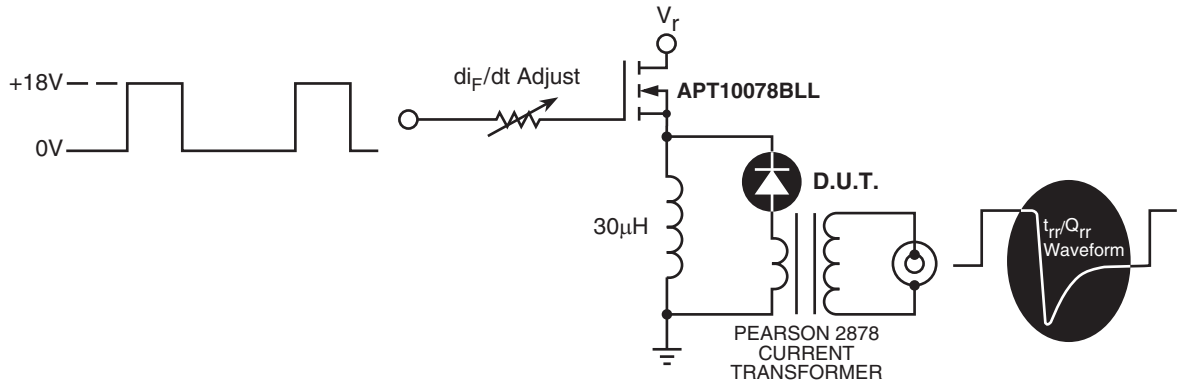 V_r
+18V
0V
di_F/dt Adjust
APT10078BLL
D.U.T.
30μH
t_rr/Q_rr
Waveform
PEARSON 2878
CURRENT
TRANSFORMER